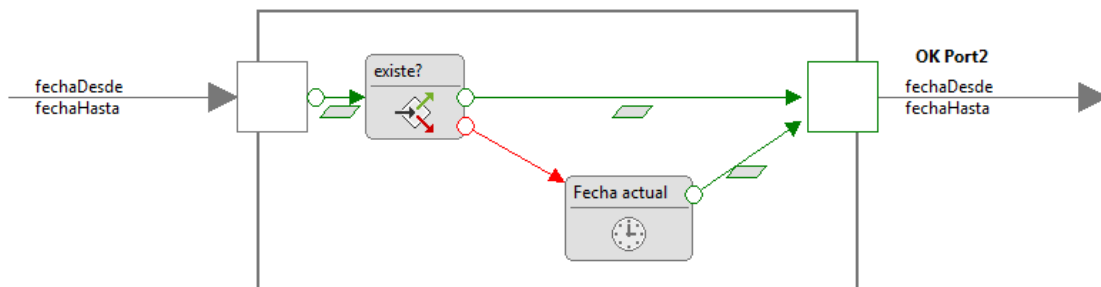 fechaDesde
fechaHasta
existe?
Fecha actual
OK Port2
fechaDesde
fechaHasta